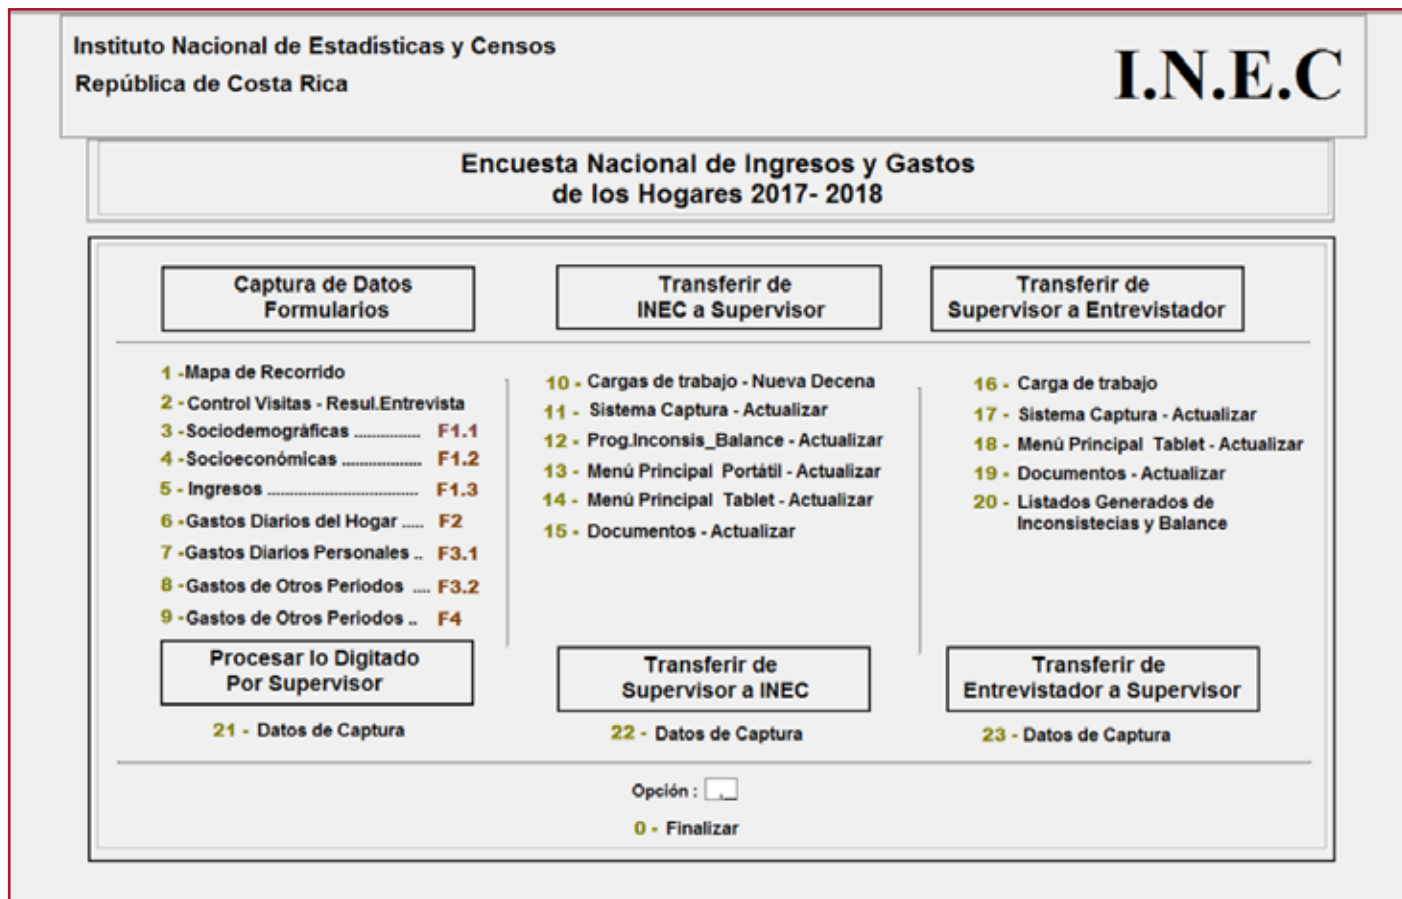 Instituto Nacional de Estadísticas y Censos
República de Costa Rica
I.N.E.C
Encuesta Nacional de Ingresos y Gastos
de los Hogares 2017- 2018
Captura de Datos
Formularios
1 -Mapa de Recorrido
2 -Control Visitas - Resul.Entrevista
3 -Sociodemográficas ................ F1.1
4 -Socioeconómicas ................... F1.2
5 - Ingresos .................................... F1.3
6 -Gastos Diarios del Hogar ..... F2
7 -Gastos Diarios Personales .. F3.1
8 -Gastos de Otros Periodos .... F3.2
9 -Gastos de Otros Periodos .. F4
Transferir de
INEC a Supervisor
10 - Cargas de trabajo - Nueva Decena
11 - Sistema Captura - Actualizar
12 - Prog.Inconsis_Balance - Actualizar
13 - Menú Principal Portátil - Actualizar
14 - Menú Principal Tablet - Actualizar
15 - Documentos - Actualizar
Transferir de
Supervisor a Entrevistador
16 - Carga de trabajo
17 - Sistema Captura - Actualizar
18 - Menú Principal Tablet - Actualizar
19 - Documentos - Actualizar
20 - Listados Generados de
Inconsistecias y Balance
Procesar lo Digitado
Por Supervisor
21 - Datos de Captura
Transferir de
Supervisor a INEC
22 - Datos de Captura
Transferir de
Entrevistador a Supervisor
23 - Datos de Captura
Opción :
0 - Finalizar